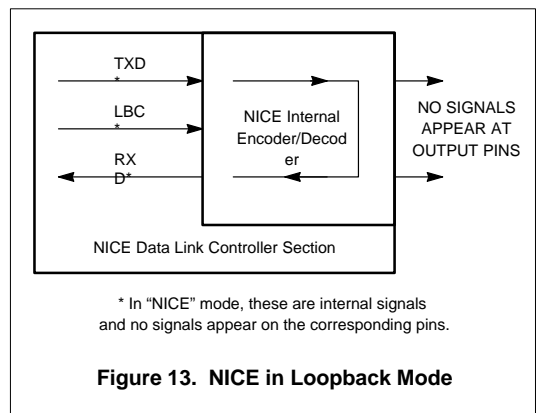 TXD
*
LBC
*
RX
D*
NICE Internal
Encoder/Decod
er
NO SIGNALS
APPEAR AT
OUTPUT PINS
NICE Data Link Controller Section
* In “NICE” mode, these are internal signals
and no signals appear on the corresponding pins.
Figure 13. NICE in Loopback Mode